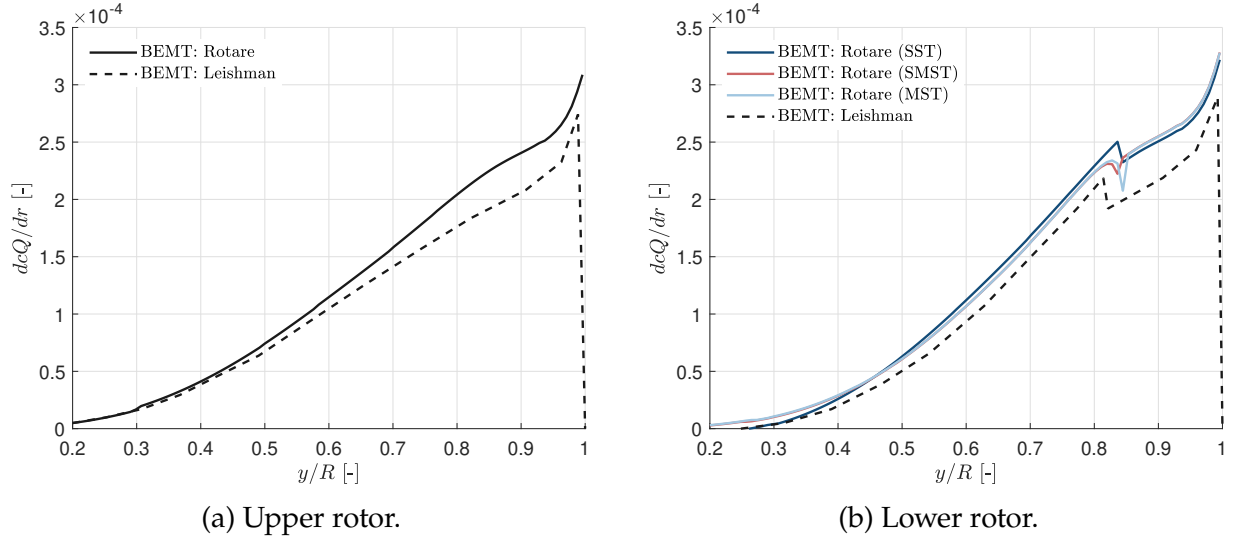 ×10⁻⁴
3.5
3
2.5
2
1.5
1
0.5
0
dcQ/dr [-]
BEMT: Rotare
BEMT: Leishman
0.2 0.3 0.4 0.5 0.6 0.7 0.8 0.9 1
y/R [-]
(a) Upper rotor.
×10⁻⁴
3.5
3
2.5
2
1.5
1
0.5
0
dcQ/dr [-]
BEMT: Rotare (SST)
BEMT: Rotare (SMST)
BEMT: Rotare (MST)
BEMT: Leishman
0.2 0.3 0.4 0.5 0.6 0.7 0.8 0.9 1
y/R [-]
(b) Lower rotor.